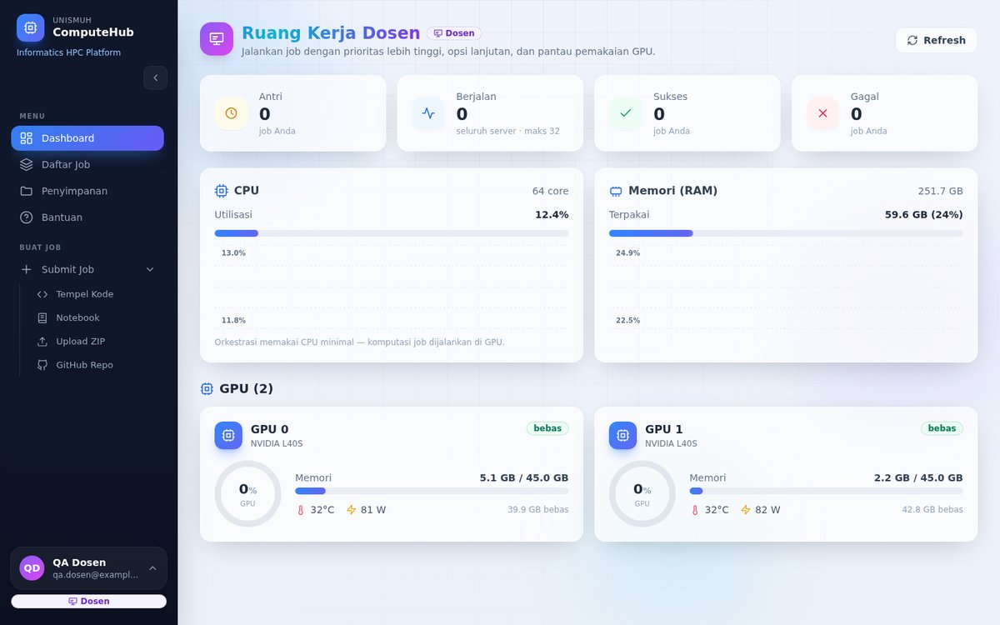 UNISMUH
ComputeHub
Informatics HPC Platform
MENU
Dashboard
Daftar Job
Penyimpanan
Bantuan
BUAT JOB
Submit Job
Tempel Kode
Notebook
Upload ZIP
GitHub Repo
QD
QA Dosen
qa.dosen@exampl...
Dosen
Ruang Kerja Dosen
Dosen
Jalankan job dengan prioritas lebih tinggi, opsi lanjutan, dan pantau pemakaian GPU.
Refresh
Antri
0
job Anda
Berjalan
0
seluruh server · maks 32
Sukses
0
job Anda
Gagal
0
job Anda
CPU
64 core
Utilisasi
12.4%
13.0%
11.8%
Orkestrasi memakai CPU minimal — komputasi job dijalankan di GPU.
Memori (RAM)
251.7 GB
Terpakai
59.6 GB (24%)
24.9%
22.5%
GPU (2)
GPU 0
NVIDIA L40S
bebas
0%
GPU
Memori
5.1 GB / 45.0 GB
32°C
81 W
39.9 GB bebas
GPU 1
NVIDIA L40S
bebas
0%
GPU
Memori
2.2 GB / 45.0 GB
32°C
82 W
42.8 GB bebas